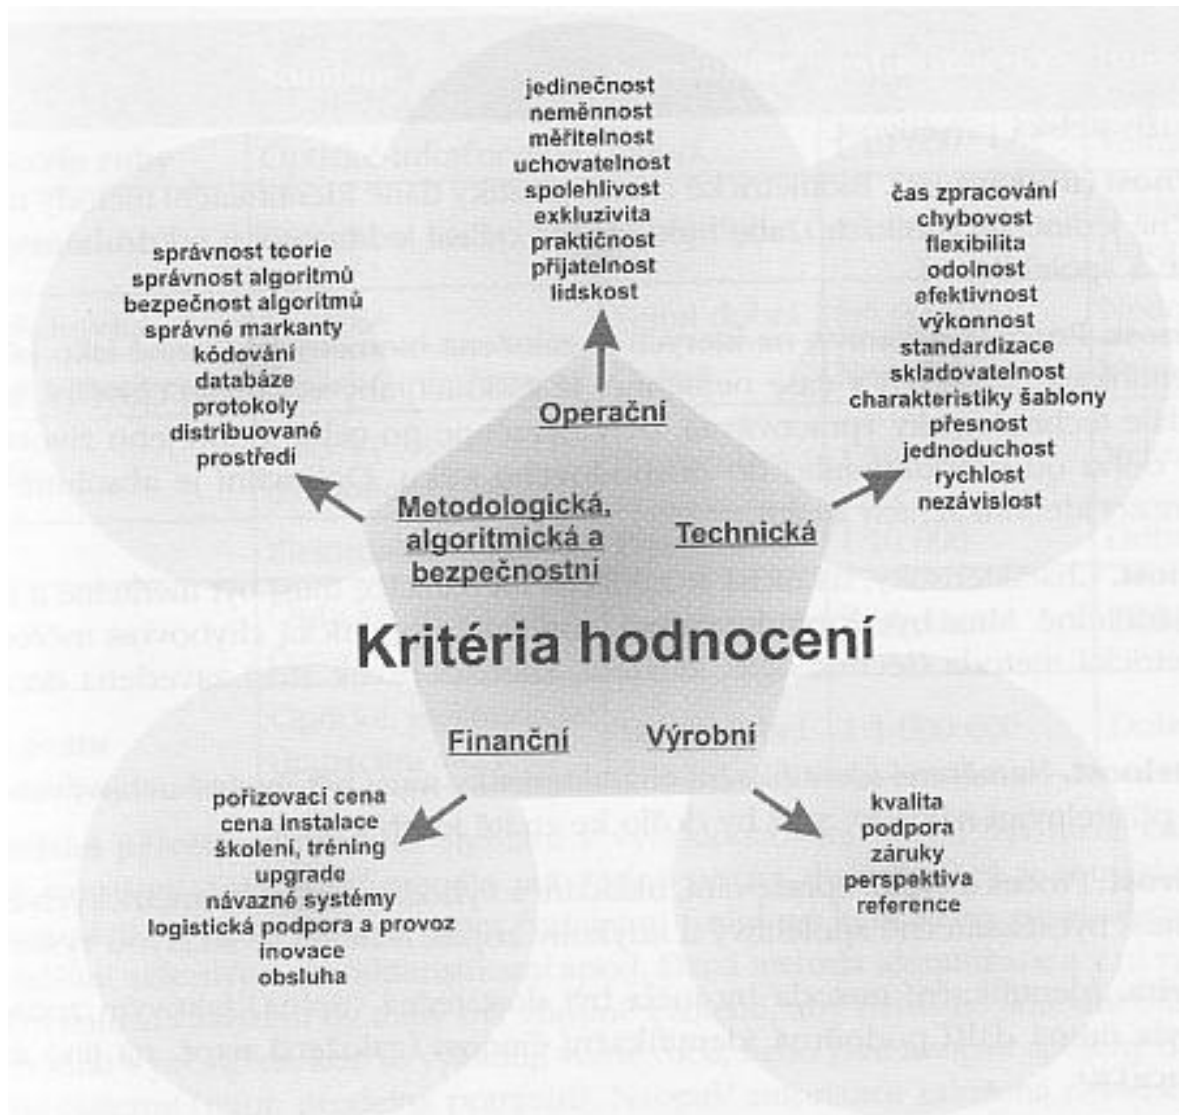 jedinečnost
neměnnost
měřitelnost
uchovatelnost
spolehlivost
exkluzivita
praktičnost
přijatelnost
lidskost
Operační
správnost teorie
správnost algoritmů
bezpečnost algoritmů
správné markanty
kódování
databáze
protokoly
distribuované
prostředí
Metodologická,
algoritmická a
bezpečnostní
čas zpracování
chybovost
flexibilita
odolnost
efektivnost
výkonnost
standardizace
skladovatelnost
charakteristiky šablony
přesnost
jednoduchost
rychlost
nezávislost
Technická
Kritéria hodnocení
Finanční
pořizovací cena
cena instalace
školení, tréning
upgrade
návazné systémy
logistická podpora a provoz
inovace
obsluha
Výrobní
kvalita
podpora
záruky
perspektiva
reference